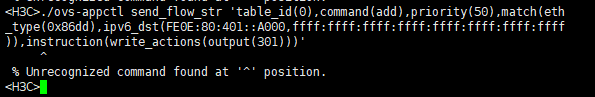 <H3C>./ovs-appctl send_flow_str 'table_id(0),command(add),priority(50),match(eth
_type(0x86dd),ipv6_dst(FE0E:80:401::A000,ffff:ffff:ffff:ffff:ffff:ffff:ffff:ffff
)),instruction(write_actions(output(301)))'
^
% Unrecognized command found at '^' position.
<H3C>